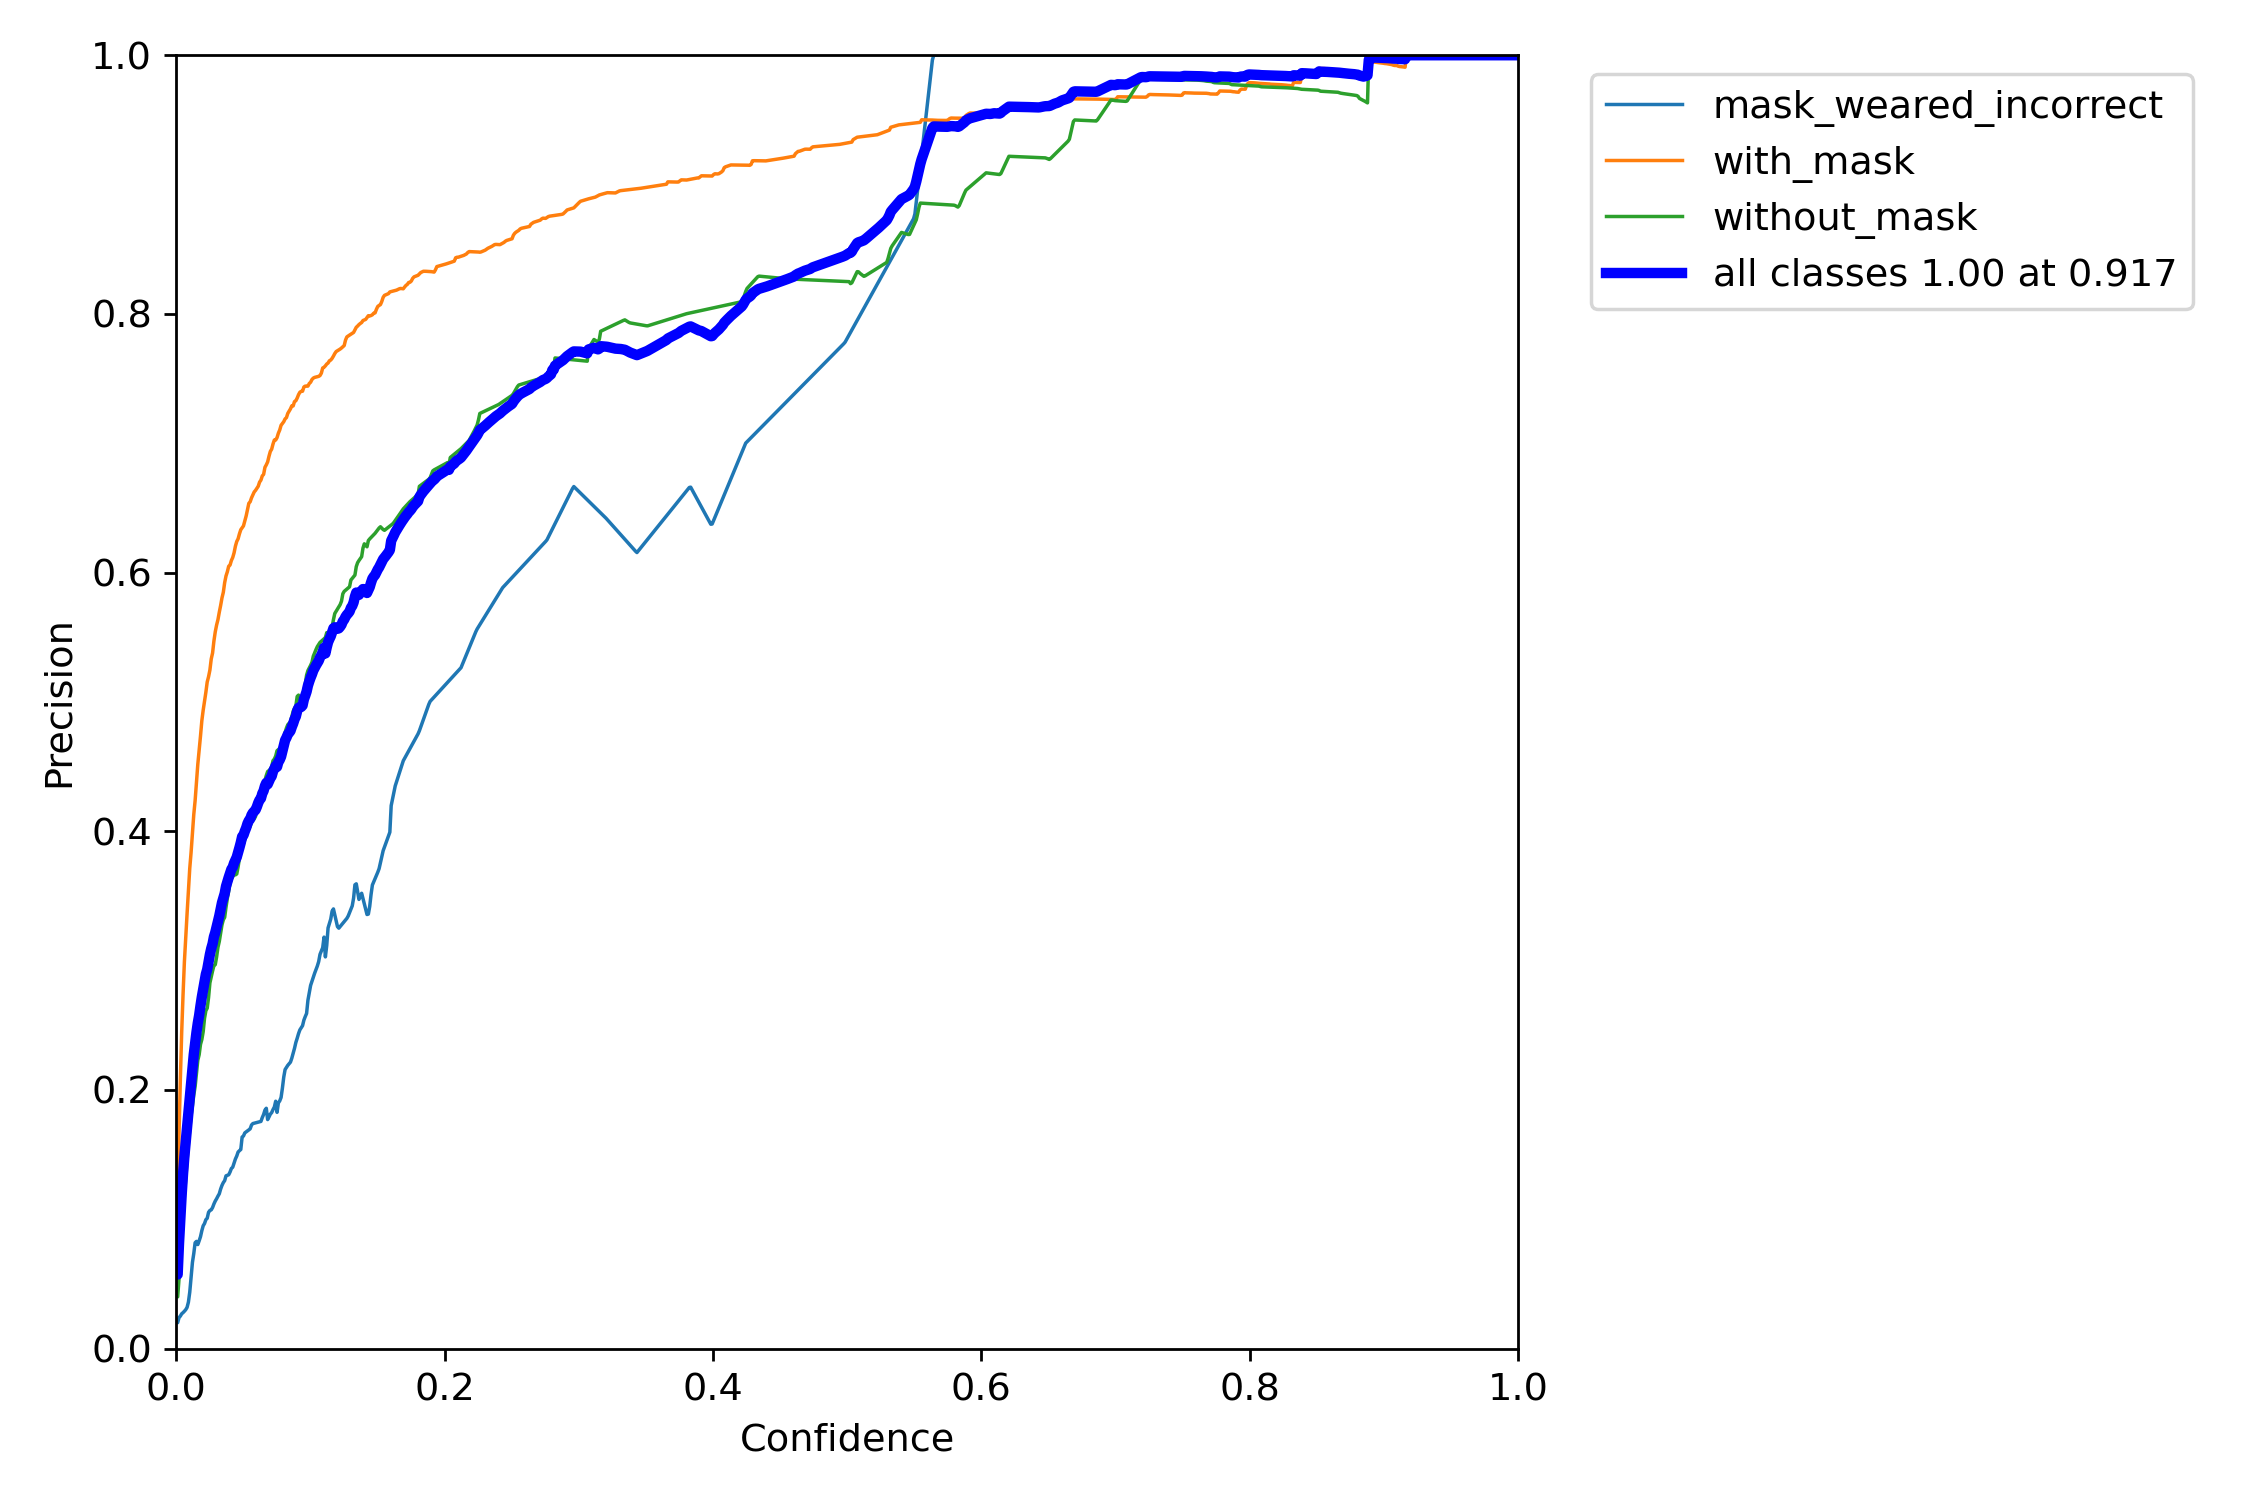 mask_weared_incorrect
with_mask
without_mask
all classes 1.00 at 0.917
1.0
0.8
0.6
0.4
0.2
0.0
Precision
0.0 0.2 0.4 0.6 0.8 1.0
Confidence